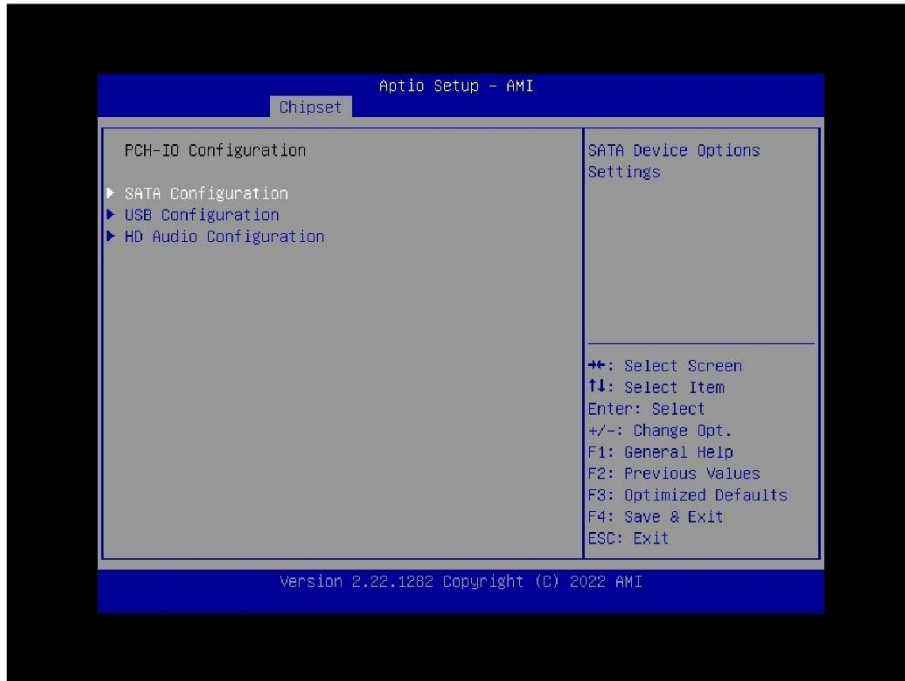 Aptio Setup - AMI
Chipset
PCH-IO Configuration
▶ SATA Configuration
▶ USB Configuration
▶ HD Audio Configuration
SATA Device Options
Settings
→←: Select Screen
↑↓: Select Item
Enter: Select
+/-: Change Opt.
F1: General Help
F2: Previous Values
F3: Optimized Defaults
F4: Save & Exit
ESC: Exit
Version 2.22.1282 Copyright (C) 2022 AMI